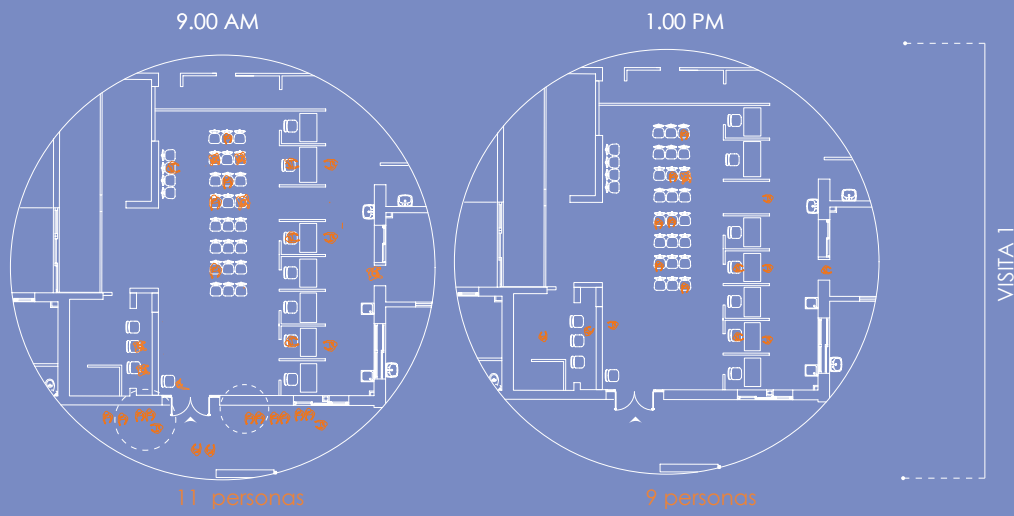 9.00 AM
1.00 PM
VISITA 1
11 personas
9 personas